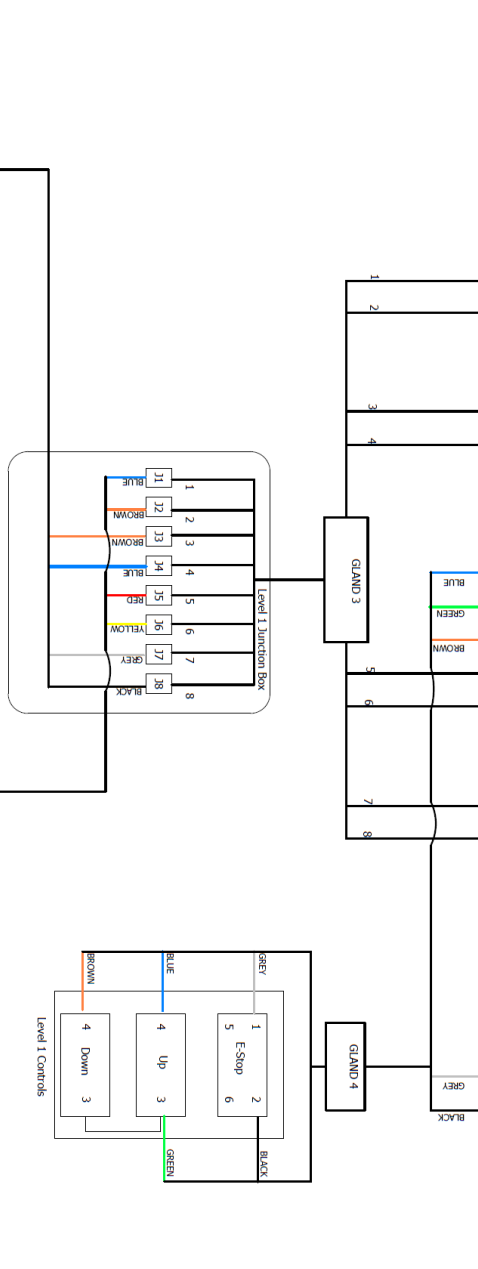 1
2
3
4
J1
BLUE
1
J2
BROWN
2
J3
BROWN
3
J4
BLUE
4
J5
RED
5
J6
YELLOW
6
J7
GREY
7
J8
BLACK
8
Level 1 Junction Box
GLAND 3
BLUE
GREEN
BROWN
5
6
7
8
BROWN
BLUE
GREY
4
Down
3
4
Up
3
1
5
E-Stop
2
6
Level 1 Controls
GLAND 4
GREEN
BLACK
GREY
BLACK